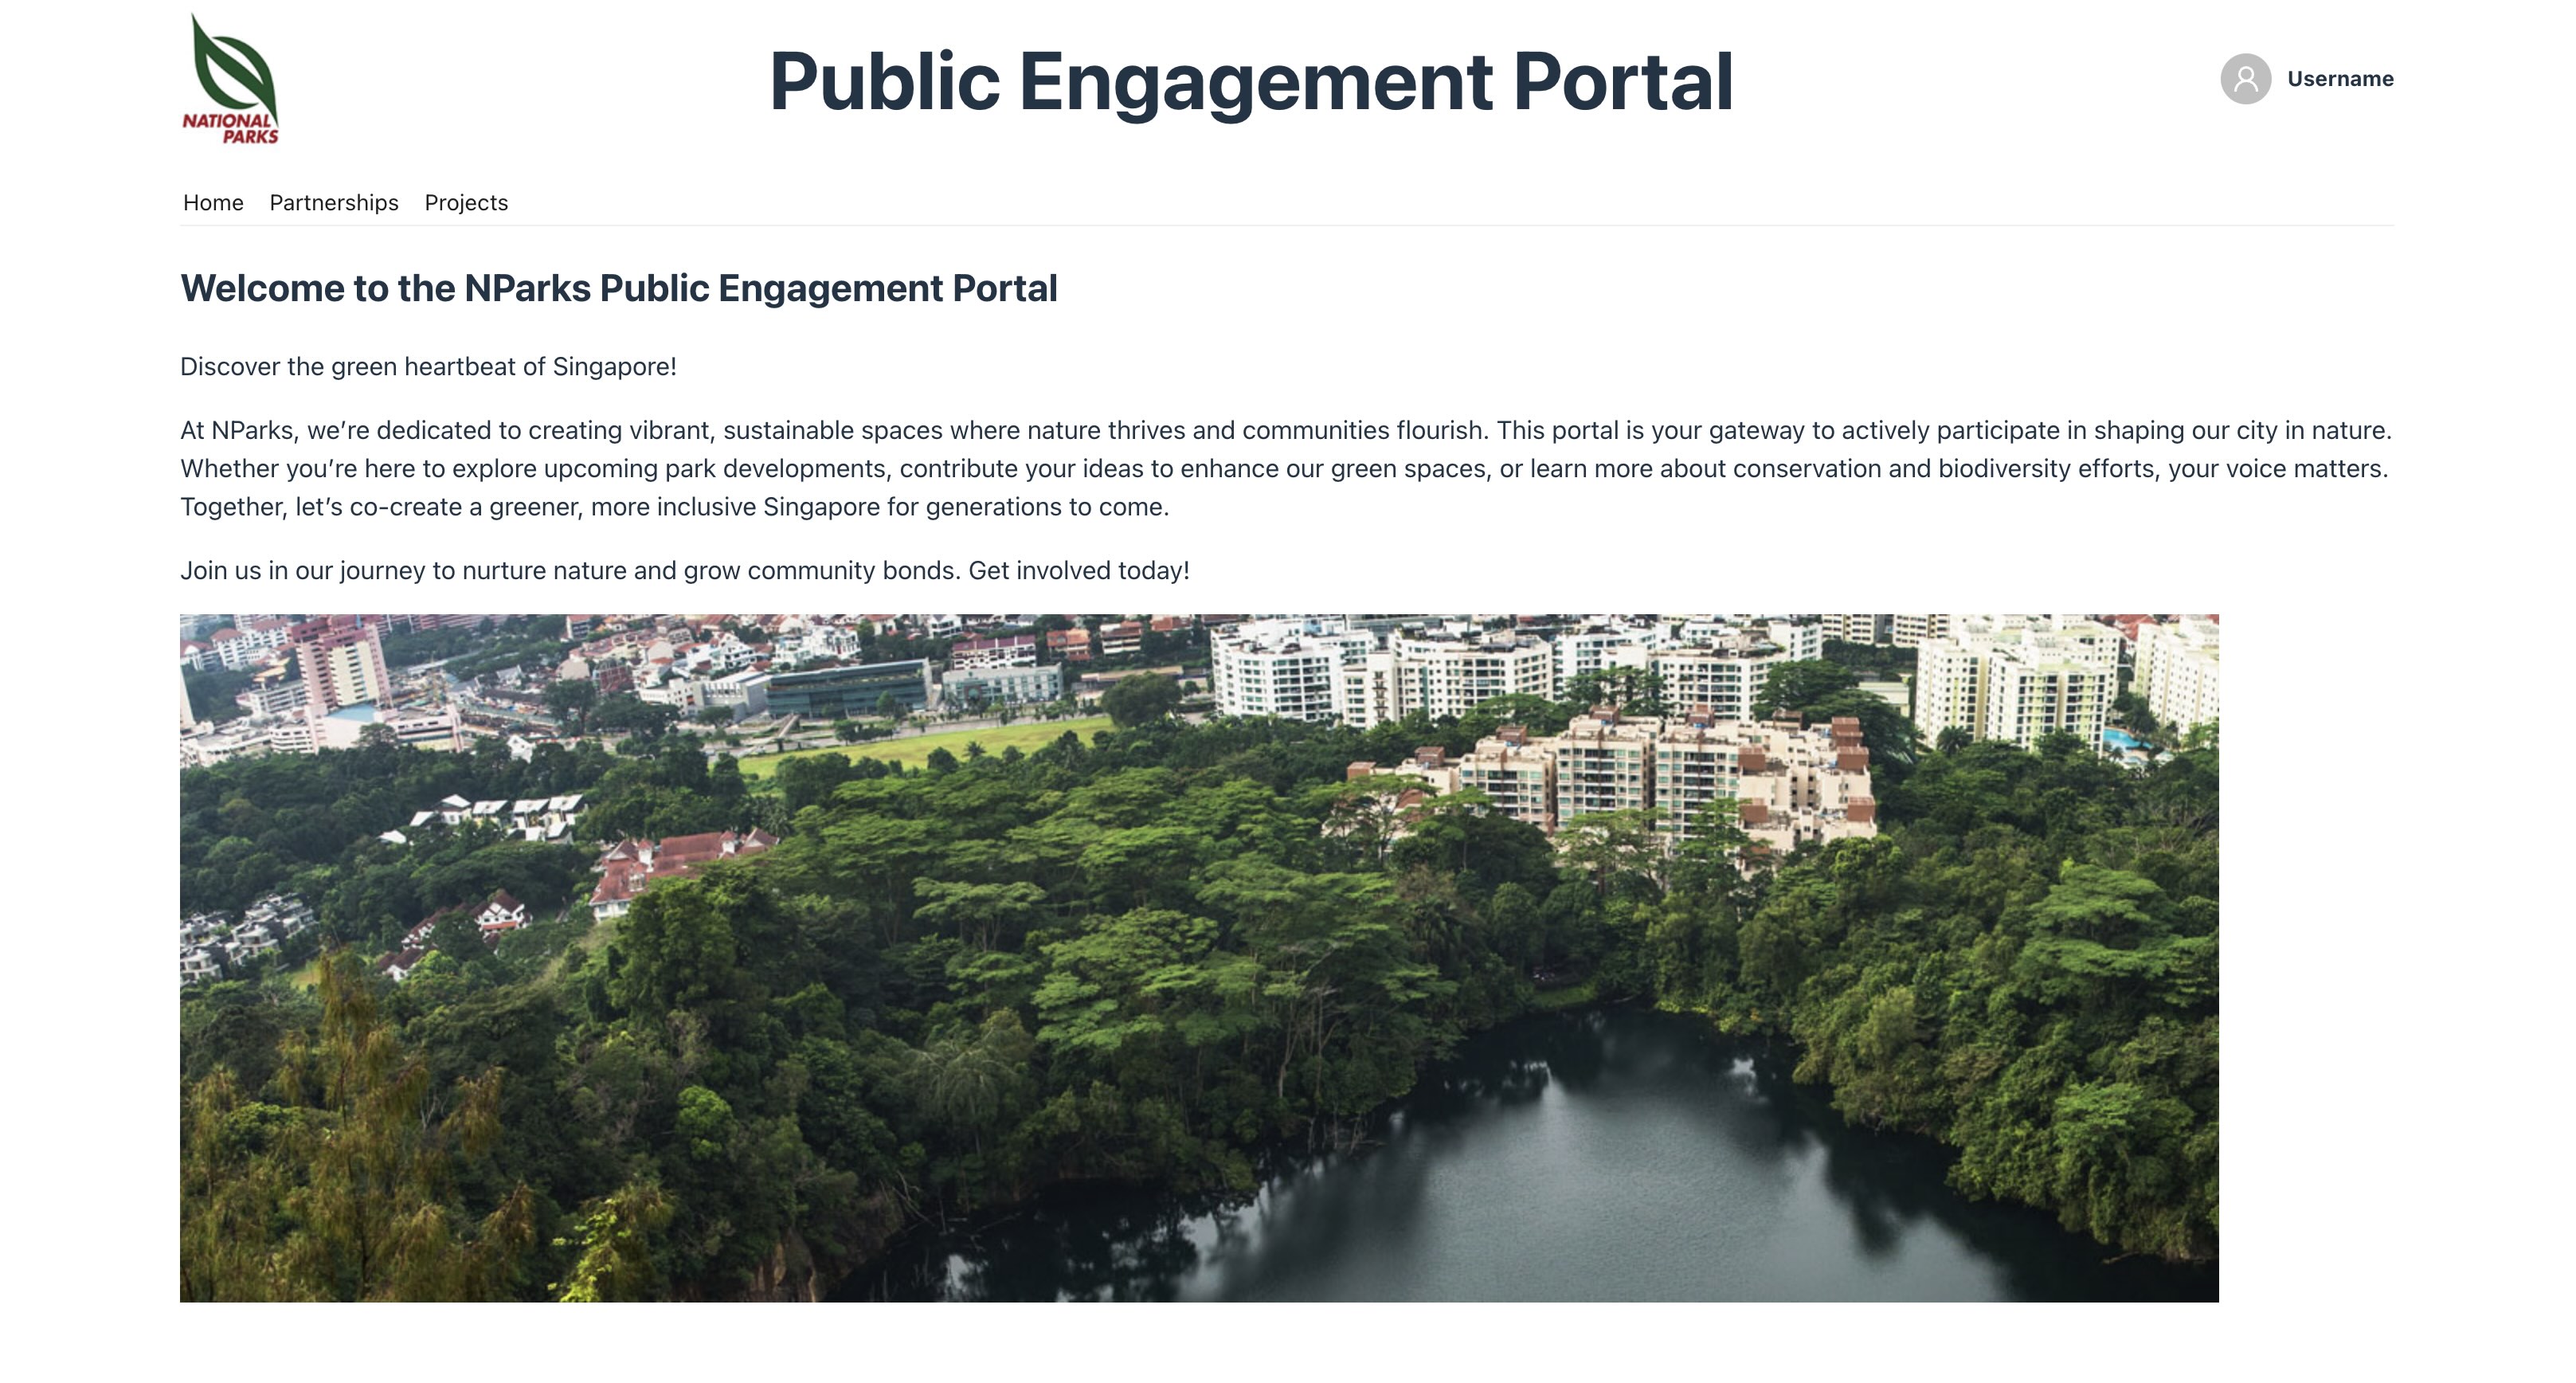 NATIONAL
PARKS
Public Engagement Portal
Username
Home Partnerships Projects
Welcome to the NParks Public Engagement Portal
Discover the green heartbeat of Singapore!
At NParks, we’re dedicated to creating vibrant, sustainable spaces where nature thrives and communities flourish. This portal is your gateway to actively participate in shaping our city in nature.
Whether you’re here to explore upcoming park developments, contribute your ideas to enhance our green spaces, or learn more about conservation and biodiversity efforts, your voice matters.
Together, let’s co-create a greener, more inclusive Singapore for generations to come.
Join us in our journey to nurture nature and grow community bonds. Get involved today!